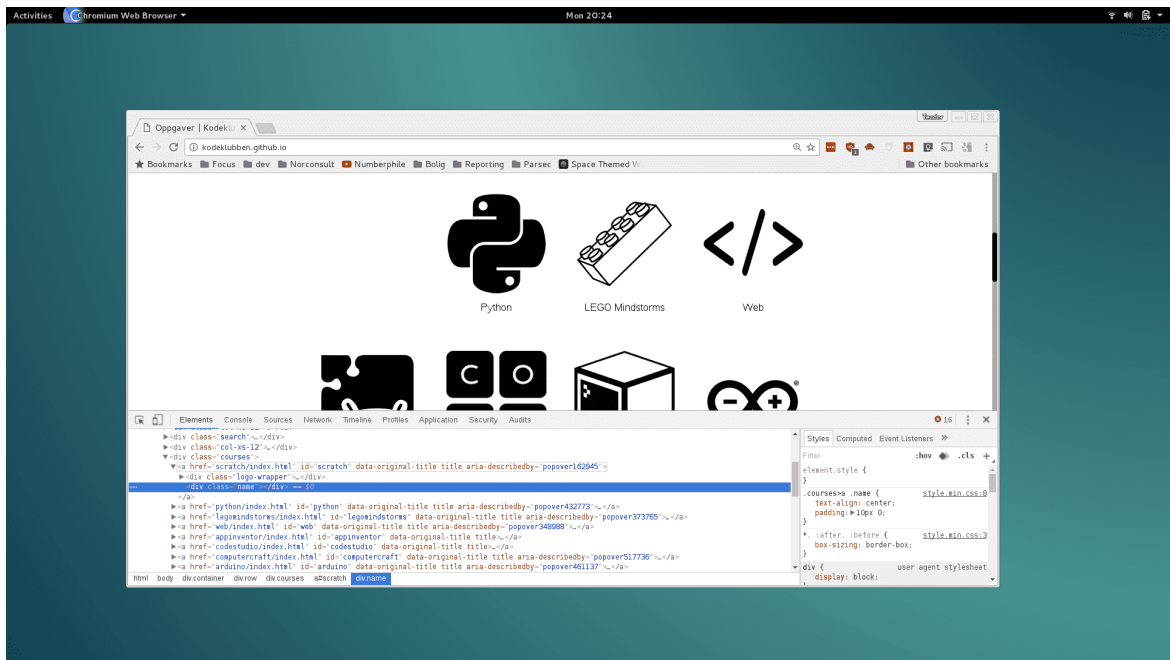 Activities Chromium Web Browser Mon 20:24
Oppgaver | Kodeklu
kodeklubben.github.io
Bookmarks Focus dev Norconsult Numberphile Bolig Reporting Parsec Space Themed W Other bookmarks
Python LEGO Mindstorms Web
C O
Elements Console Sources Network Timeline Profiles Application Security Audits 16
<div class="search">…</div>
<div class="col-xs-12">…</div>
<div class="courses">
<a href="scratch/index.html" id="scratch" data-original-title title aria-describedby="popover162945">
<div class="logo-wrapper">…</div>
<div class="name"></div> == $0
</a>
<a href="python/index.html" id="python" data-original-title title aria-describedby="popover432773">…</a>
<a href="legomindstorms/index.html" id="legomindstorms" data-original-title title aria-describedby="popover373765">…</a>
<a href="web/index.html" id="web" data-original-title title aria-describedby="popover348988">…</a>
<a href="appinventor/index.html" id="appinventor" data-original-title title>…</a>
<a href="codestudio/index.html" id="codestudio" data-original-title title>…</a>
<a href="computercraft/index.html" id="computercraft" data-original-title title aria-describedby="popover517736">…</a>
<a href="arduino/index.html" id="arduino" data-original-title title aria-describedby="popover461137">…</a>
html body div.container div.row div.courses a#scratch div.name
Styles Computed Event Listeners »
Filter :hov .cls +
element.style {
}
.courses>a .name { style.min.css:8
text-align: center;
padding: 10px 0;
}
*, :after, :before { style.min.css:3
box-sizing: border-box;
}
div { user agent stylesheet
display: block;